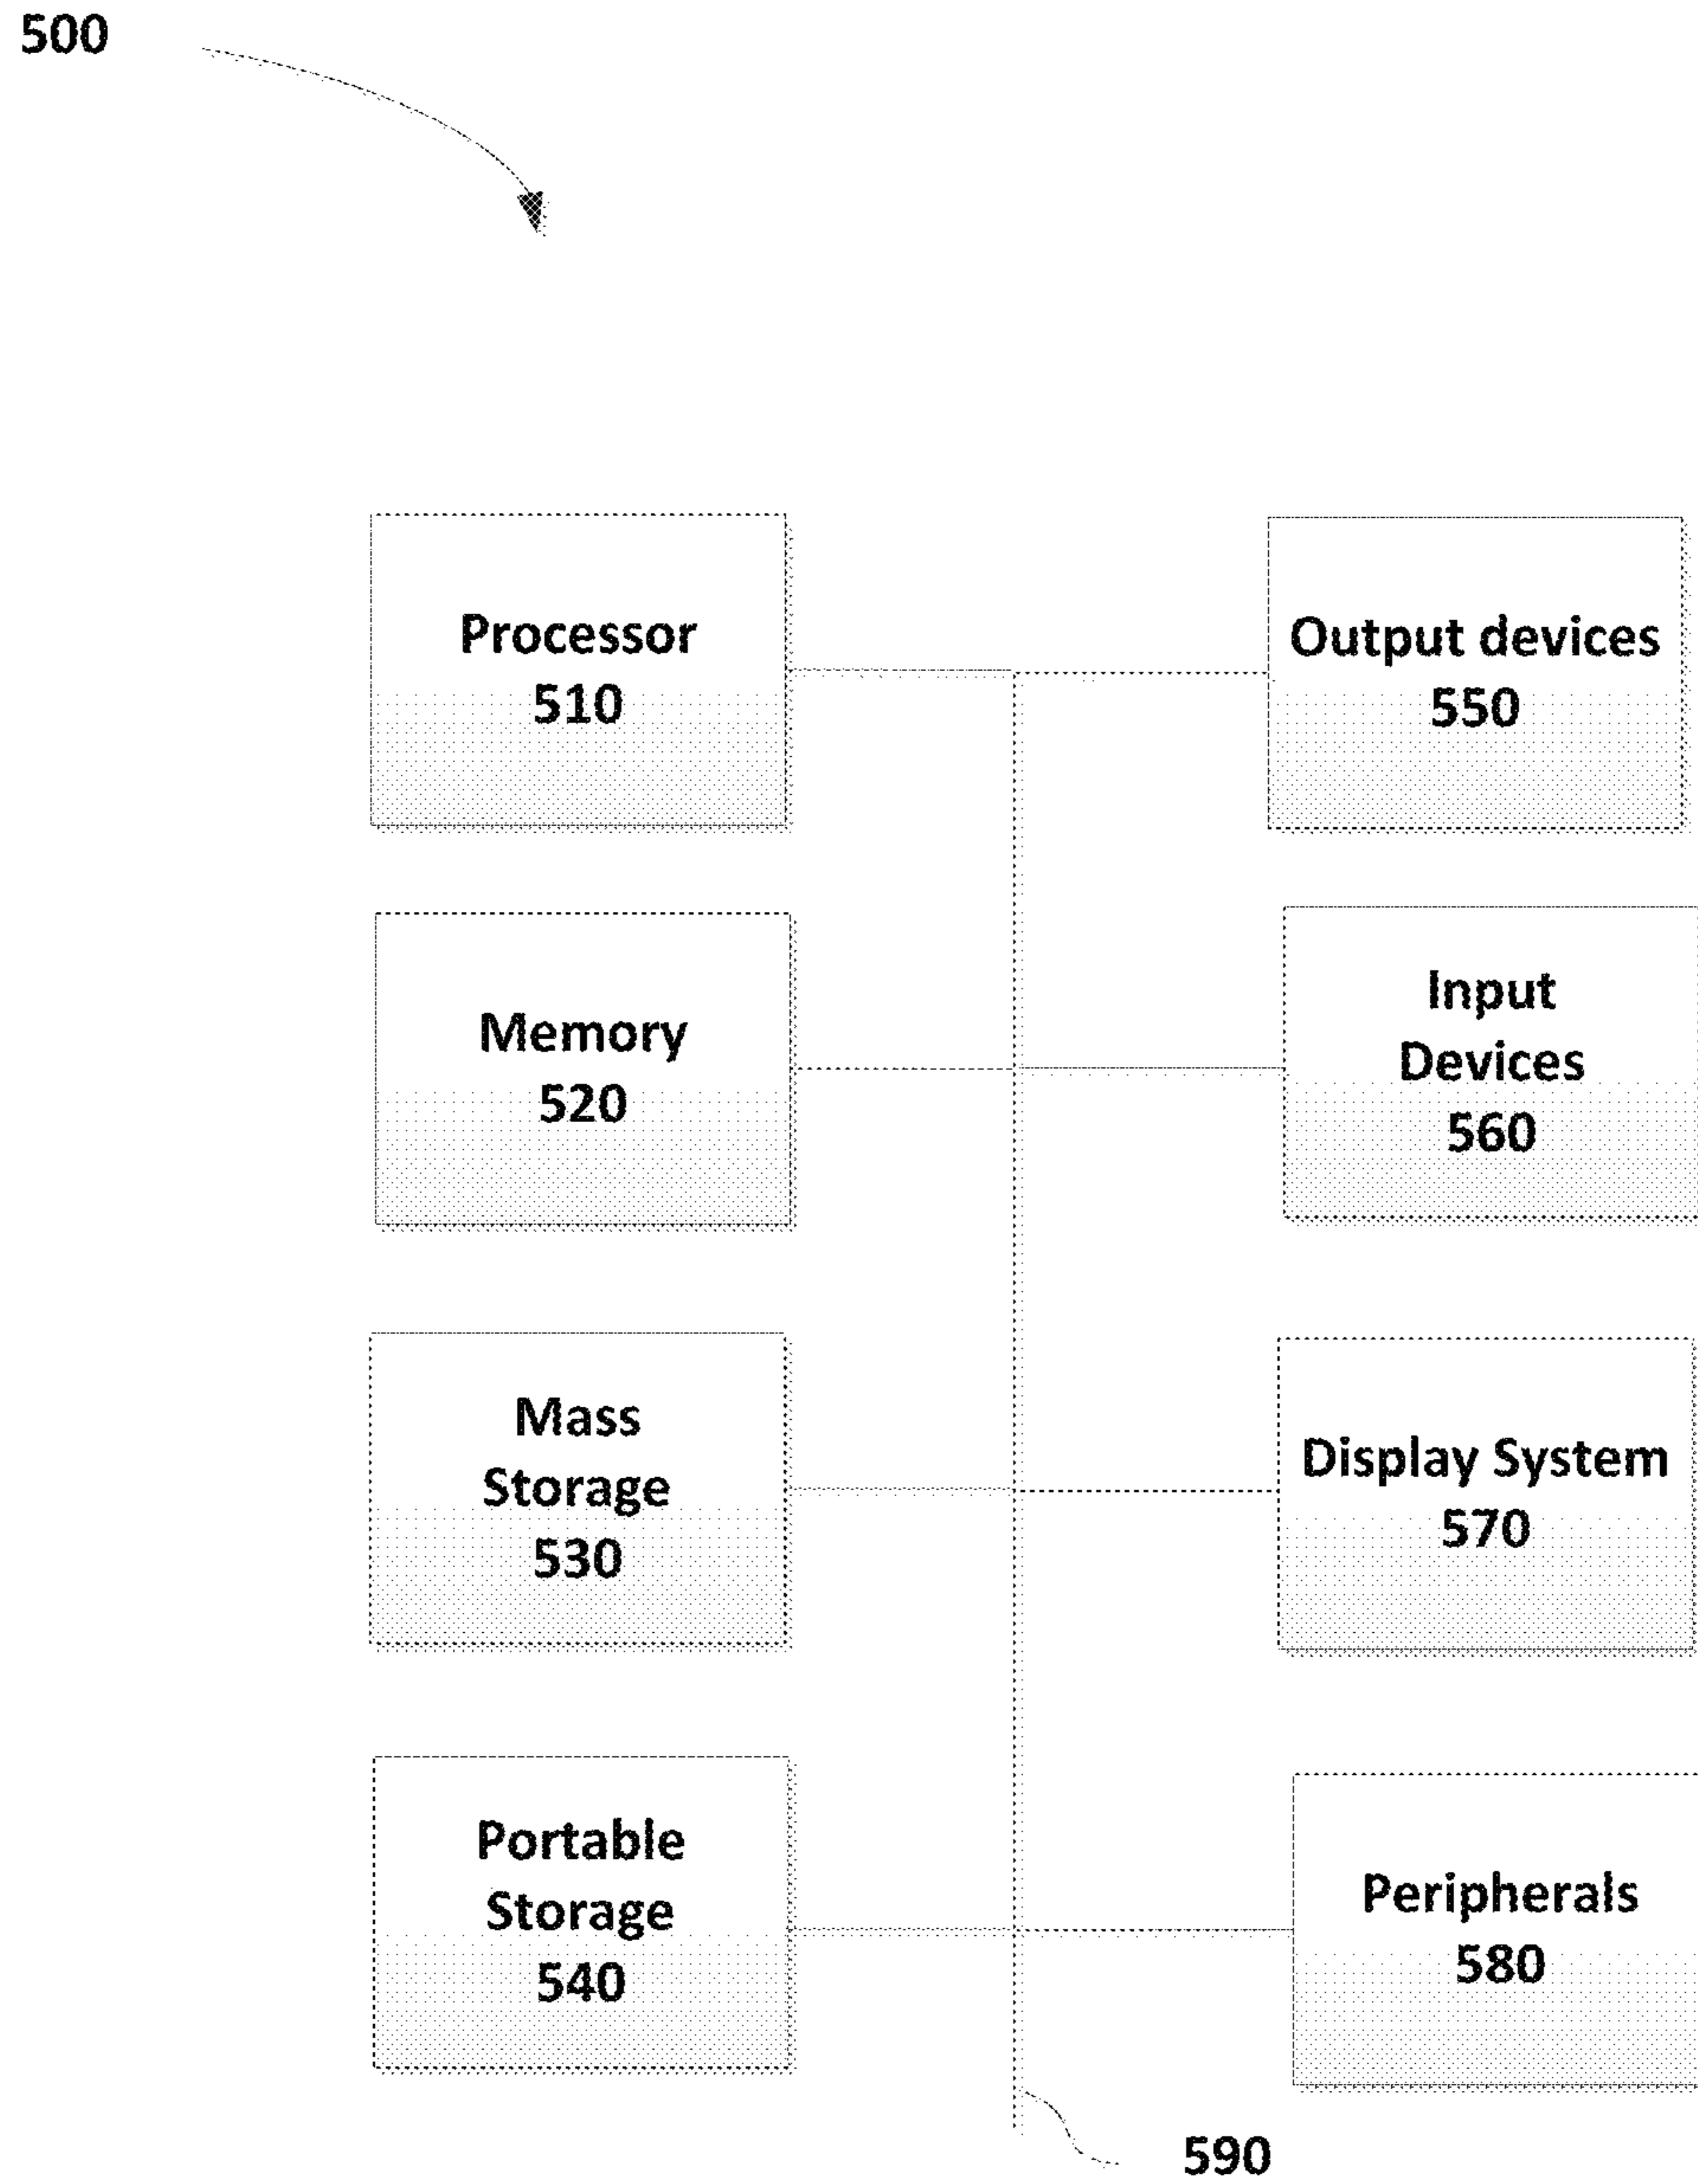 500
Processor
510
Output devices
550
Memory
520
Input
Devices
560
Mass
Storage
530
Display System
570
Portable
Storage
540
Peripherals
580
590